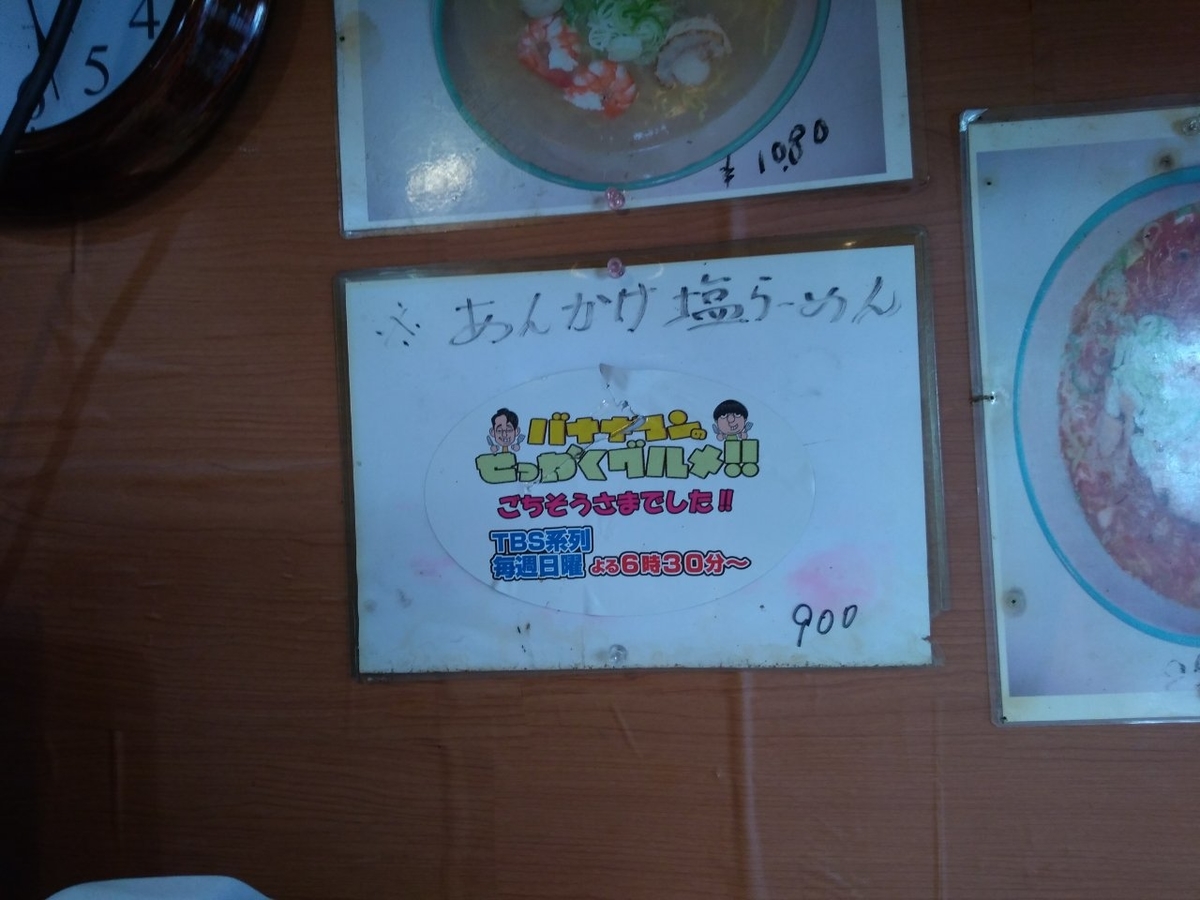 4
5
¥1080
※ あんかけ塩らーめん
バナナマンの
せっかくグルメ!!
ごちそうさまでした!!
TBS系列
毎週日曜 よる6時30分〜
900